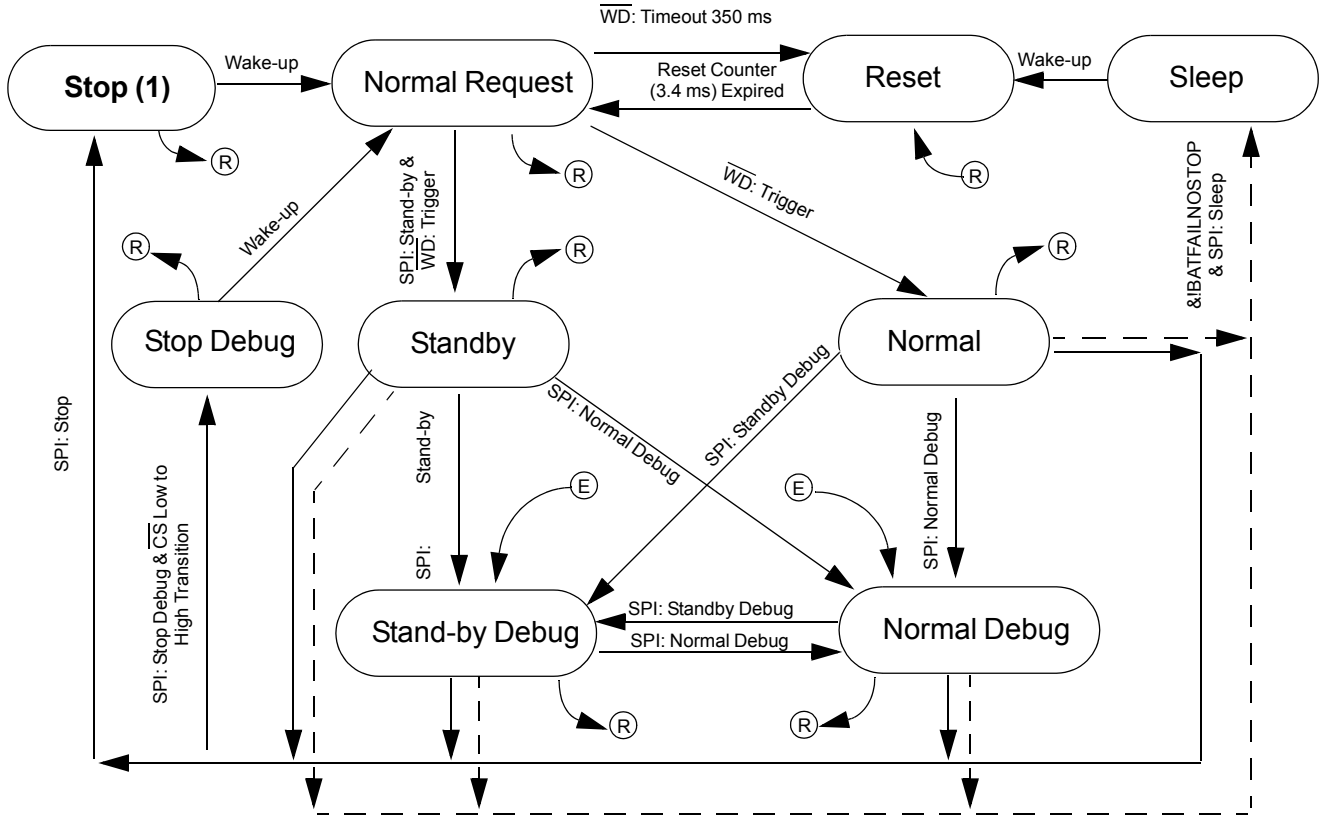 WD: Timeout 350 ms
Wake-up
Stop (1)
Normal Request
Reset Counter
(3.4 ms) Expired
Reset
Wake-up
Sleep
R
R
R
SPI: Stand-by &
WD: Trigger
WD: Trigger
&!BATFAILNOSTOP
& SPI: Sleep
Wake-up
R
R
R
Stop Debug
Standby
Normal
SPI: Stop
SPI: Stop Debug & CS Low to
High Transition
SPI: Stand-by
SPI: Normal Debug
SPI: Standby Debug
SPI: Normal Debug
E
E
Stand-by Debug
SPI: Standby Debug
SPI: Normal Debug
Normal Debug
R
R